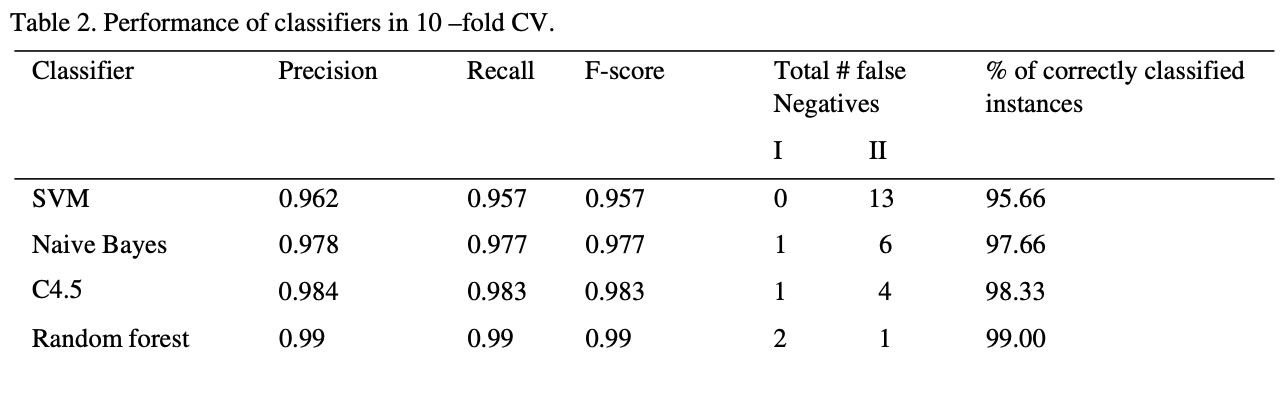 Table 2. Performance of classifiers in 10 –fold CV.
Classifier Precision Recall F-score Total # false % of correctly classified
Negatives instances
I II
SVM 0.962 0.957 0.957 0 13 95.66
Naive Bayes 0.978 0.977 0.977 1 6 97.66
C4.5 0.984 0.983 0.983 1 4 98.33
Random forest 0.99 0.99 0.99 2 1 99.00